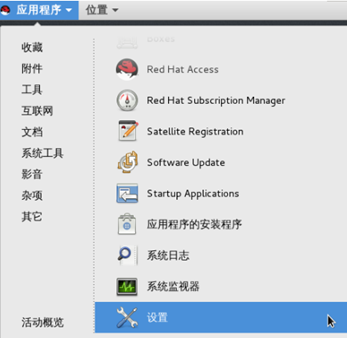 应用程序 位置
收藏
附件
工具
互联网
文档
系统工具
影音
杂项
其它
活动概览
Boxes
Red Hat Access
Red Hat Subscription Manager
Satellite Registration
Software Update
Startup Applications
应用程序的安装程序
系统日志
系统监视器
设置